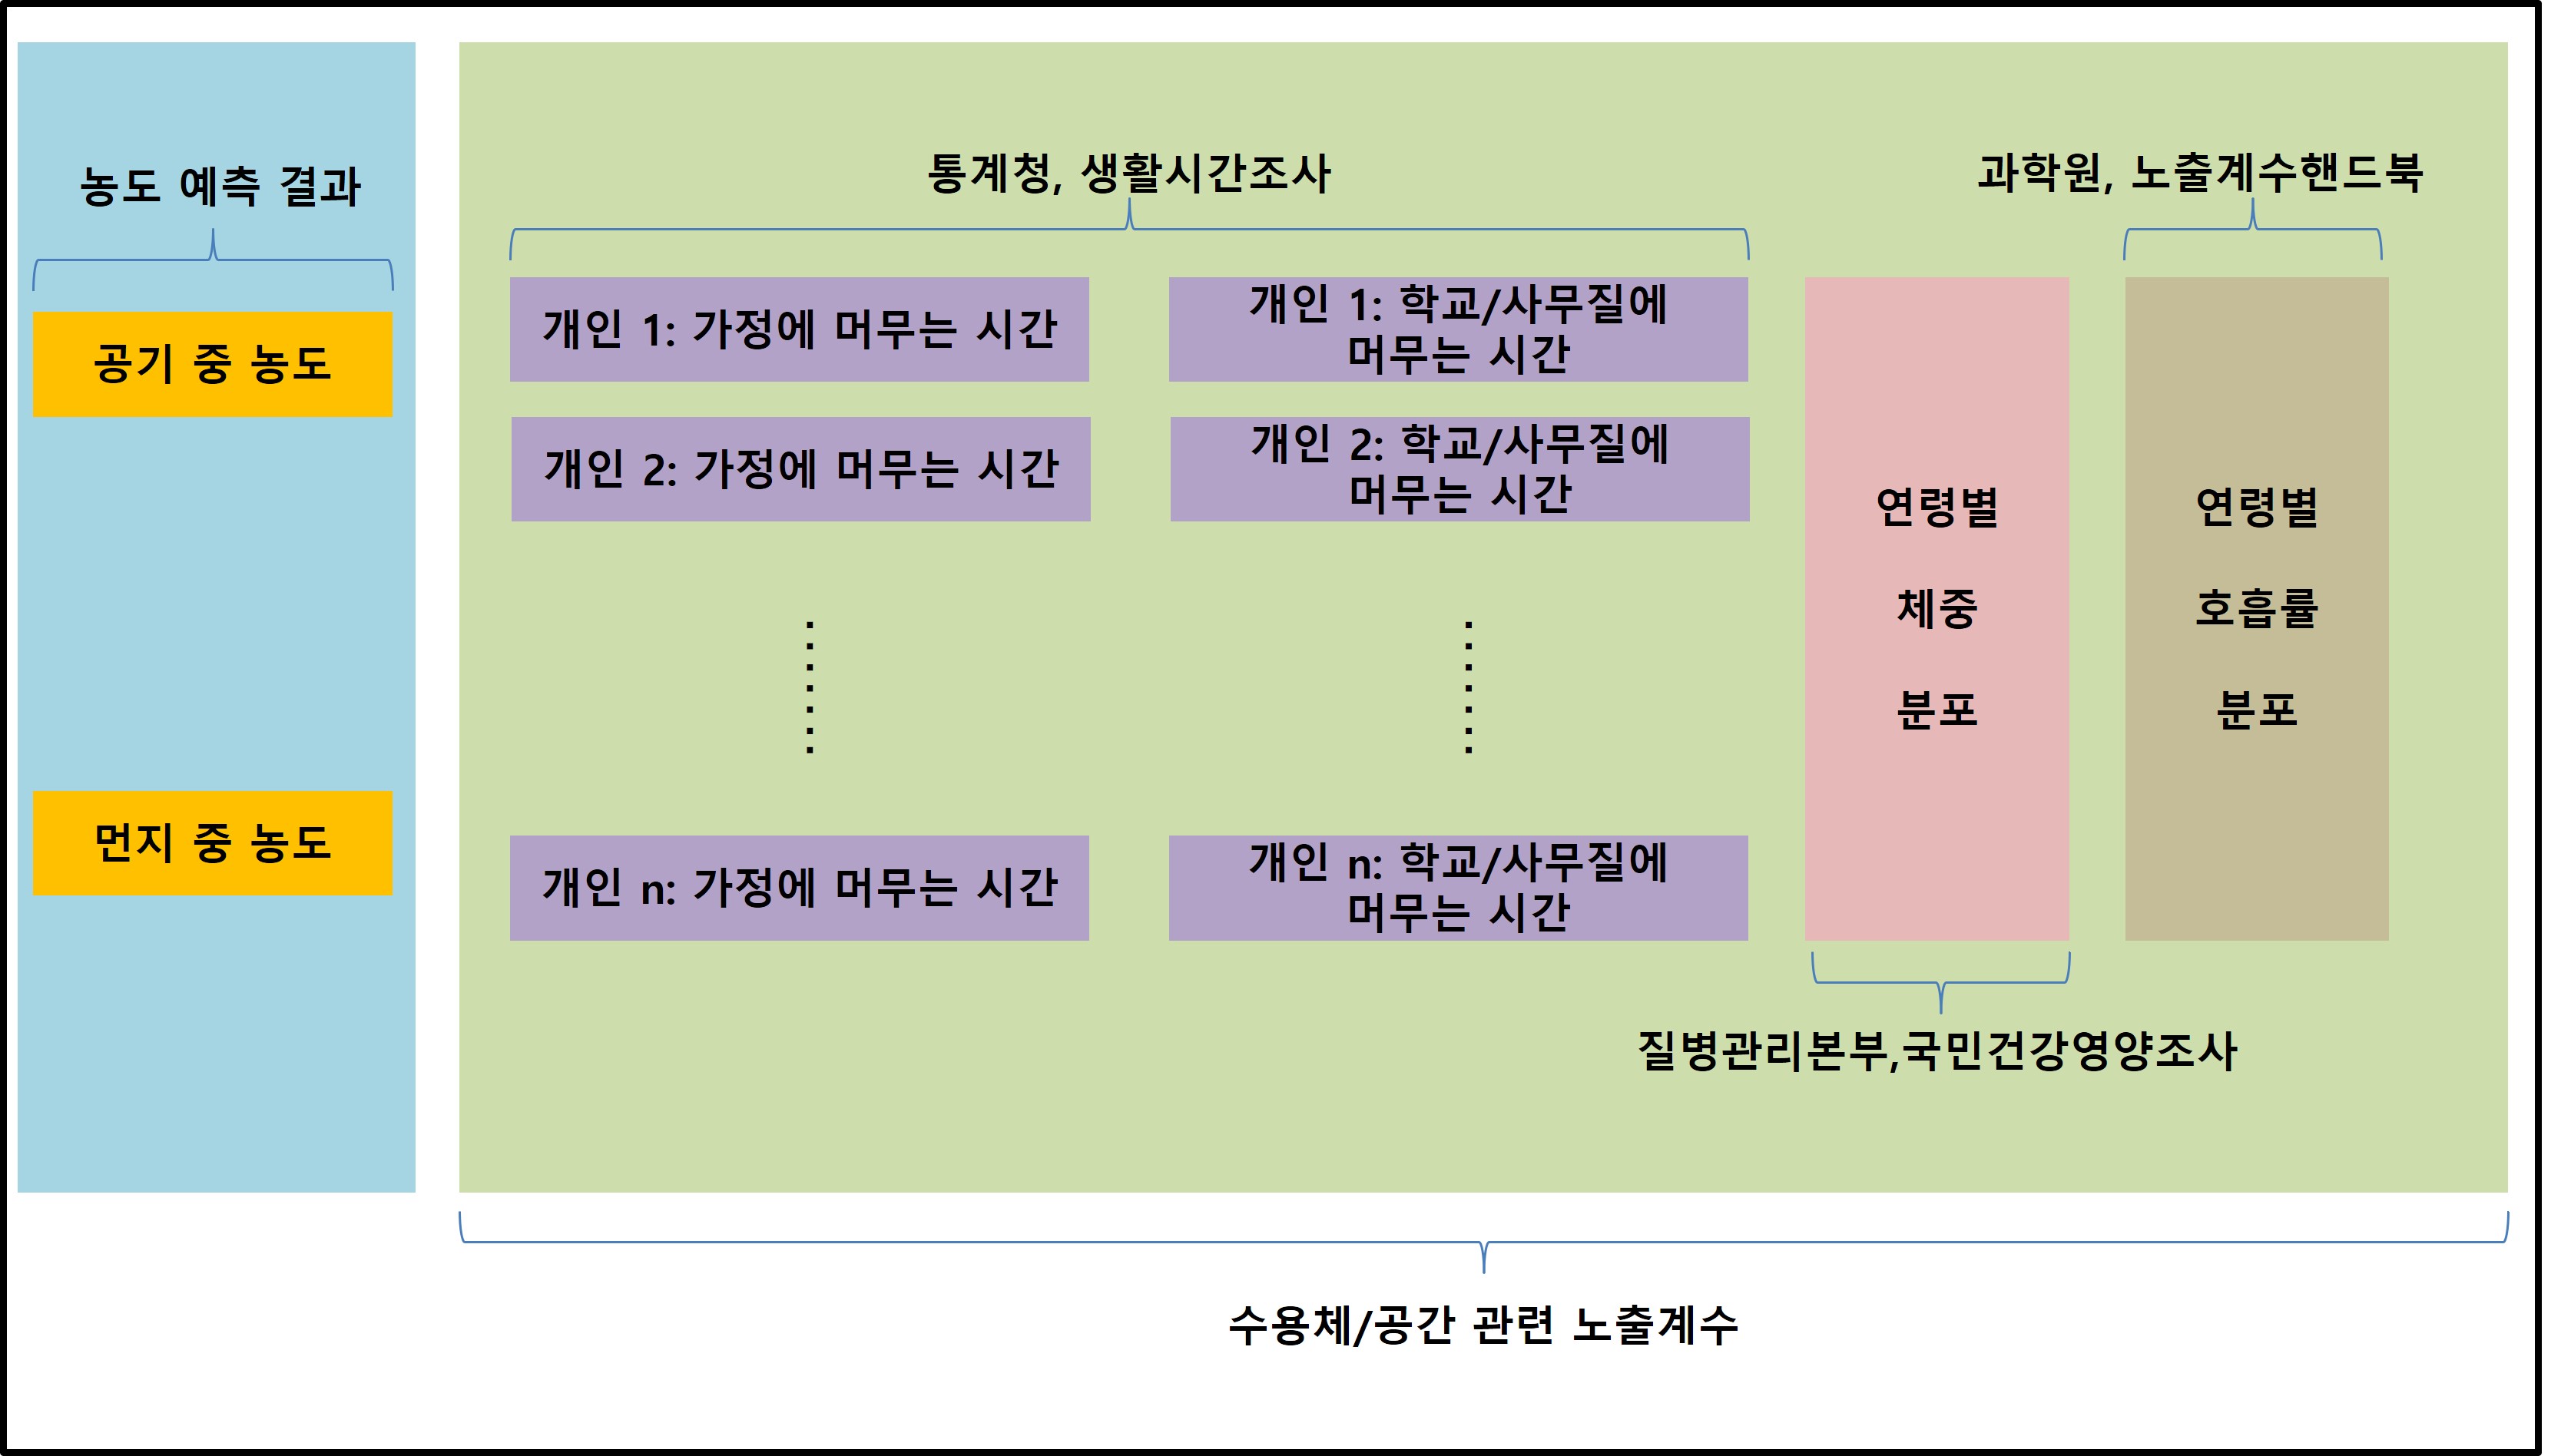 농도 예측 결과
공기 중 농도
먼지 중 농도
통계청, 생활시간조사
개인 1: 가정에 머무는 시간
개인 1: 학교/사무질에
머무는 시간
개인 2: 가정에 머무는 시간
개인 2: 학교/사무질에
머무는 시간
개인 n: 가정에 머무는 시간
개인 n: 학교/사무질에
머무는 시간
연령별
체중
분포
질병관리본부,국민건강영양조사
과학원, 노출계수핸드북
연령별
호흡률
분포
수용체/공간 관련 노출계수